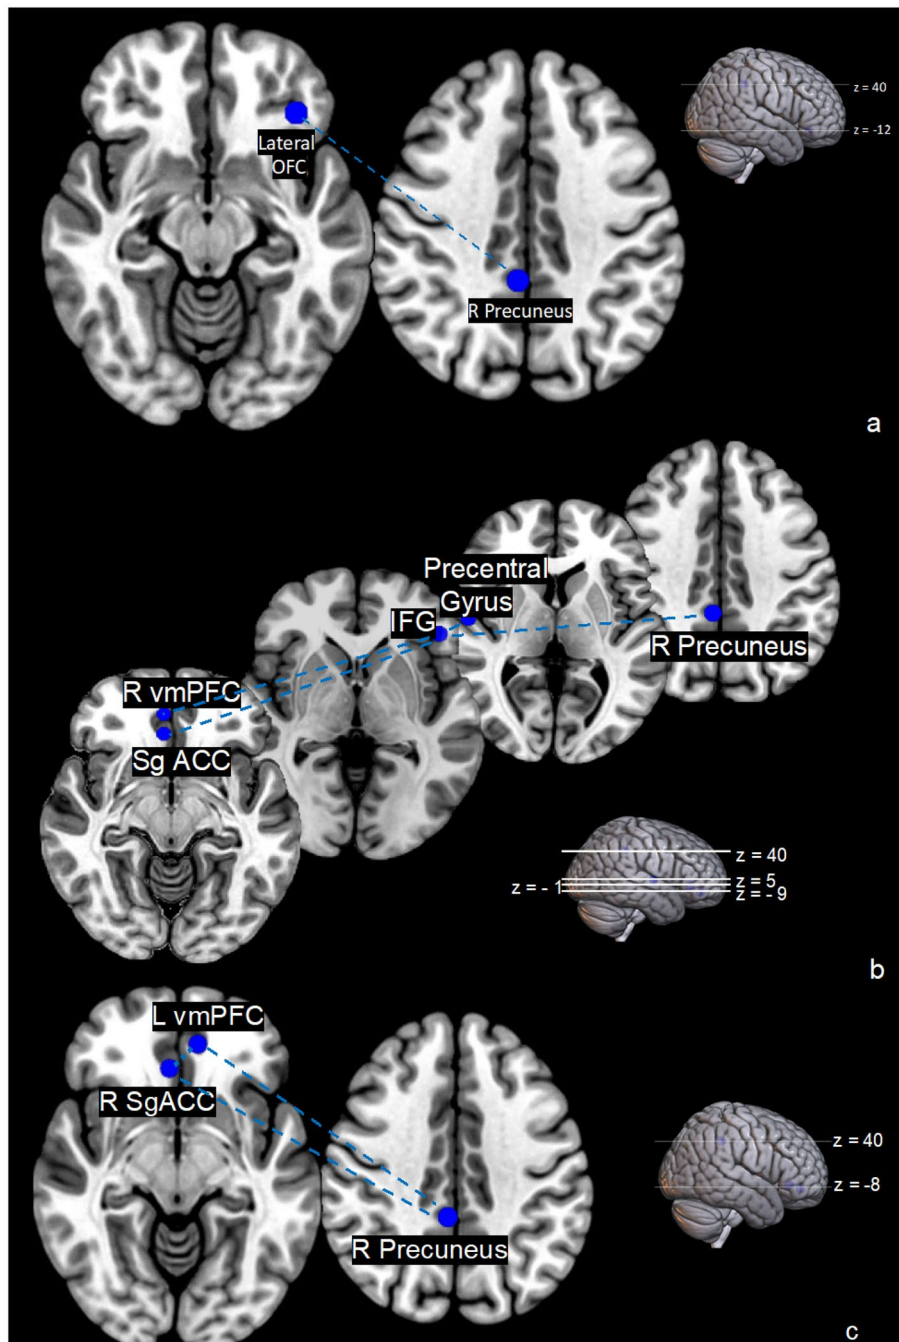 z = 40
z = -12
Lateral
OFC
R Precuneus
a
Precentral
Gyrus
IFG
R Precuneus
R vmPFC
Sg ACC
z = 40
z = 5
z = - 1
z = - 9
b
L vmPFC
R SgACC
R Precuneus
z = 40
z = -8
c